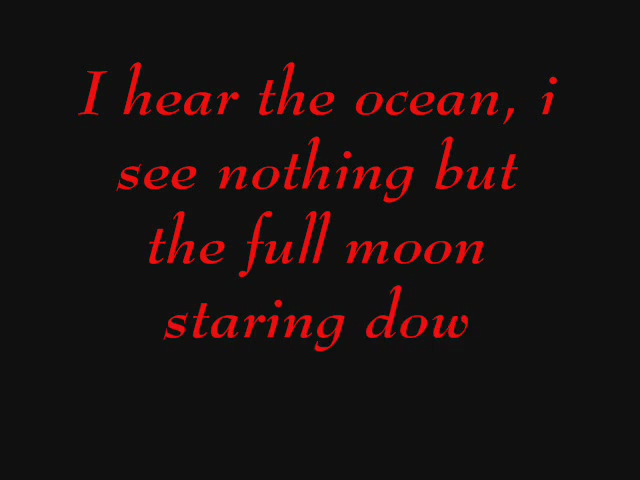 I hear the ocean, i
see nothing but
the full moon
staring dow